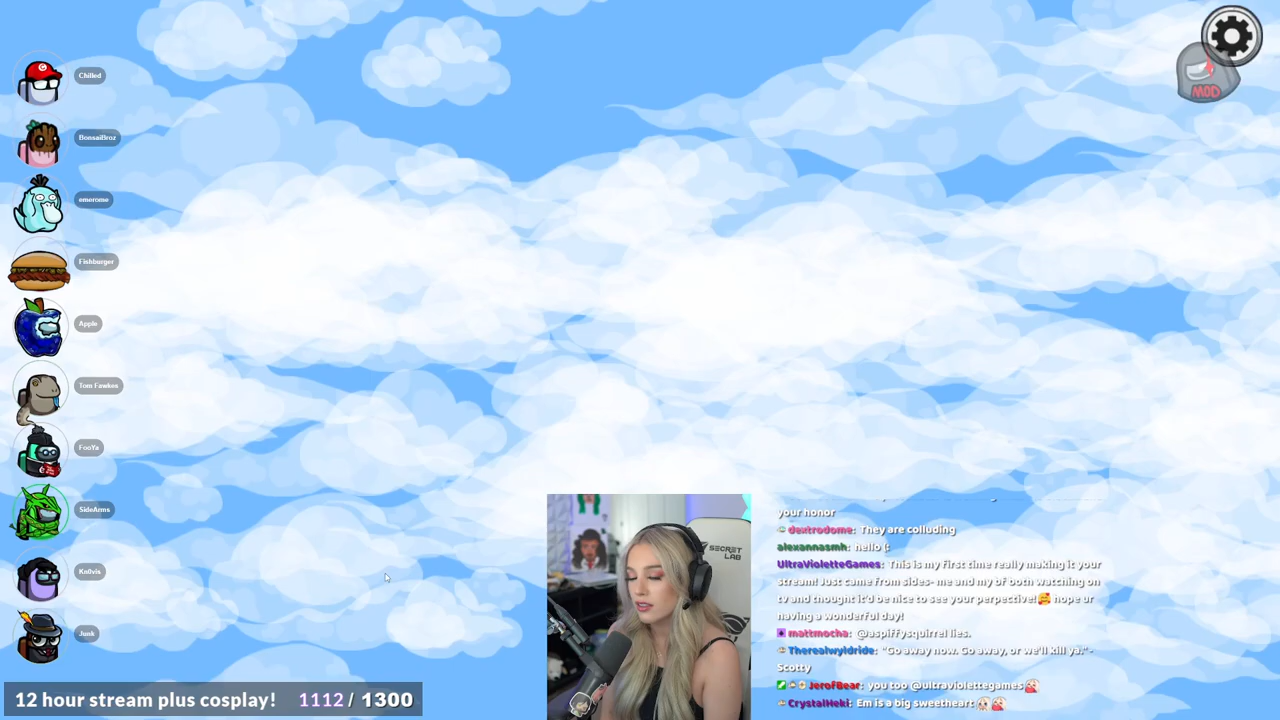 MOD
Chilled
BonsaiBroz
emerome
Fishburger
Apple
Tom Fawkes
FooYa
SideArms
Kn0vis
Junk
SECRET
LAB
your honor
dextrodome: They are colluding
alexannasmh: hello (:
UltraVioletteGames: This is my first time really making it your
stream! Just came from sides- me and my bf both watching on
tv and thought it'd be nice to see your perpective! hope ur
having a wonderful day!
mattmocha: @aspiffysquirrel lies.
Therealwyldride: "Go away now. Go away, or we'll kill ya." -
Scotty
JerofBear: you too @ultraviolettegames
CrystalHeki: Em is a big sweetheart
12 hour stream plus cosplay! 1112 / 1300